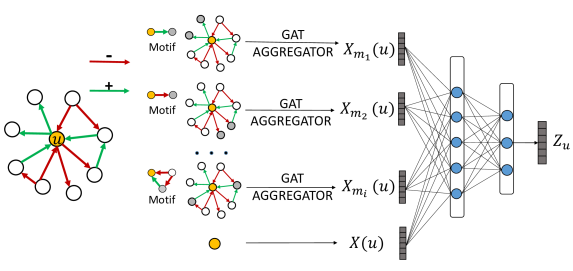 -
+
u
Motif
GAT
AGGREGATOR
X_{m_1}(u)
Motif
GAT
AGGREGATOR
X_{m_2}(u)
...
Motif
GAT
AGGREGATOR
X_{m_i}(u)
X(u)
Z_u